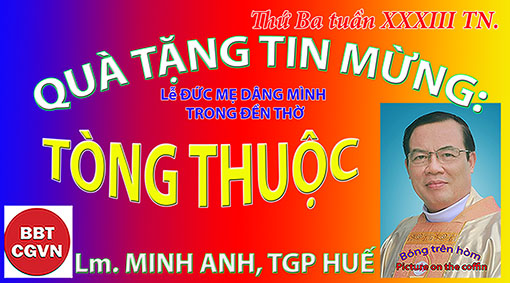 Thứ Ba tuần XXXIII TN.
QUÀ TẶNG TIN MỪNG:
Lễ ĐỨC MẸ DÂNG MÌNH
TRONG ĐỀN THỜ
TÒNG THUỘC
BBT
CGVN
Lm. MINH ANH, TGP HUẾ
Bóng trên hòm
Picture on the coffin